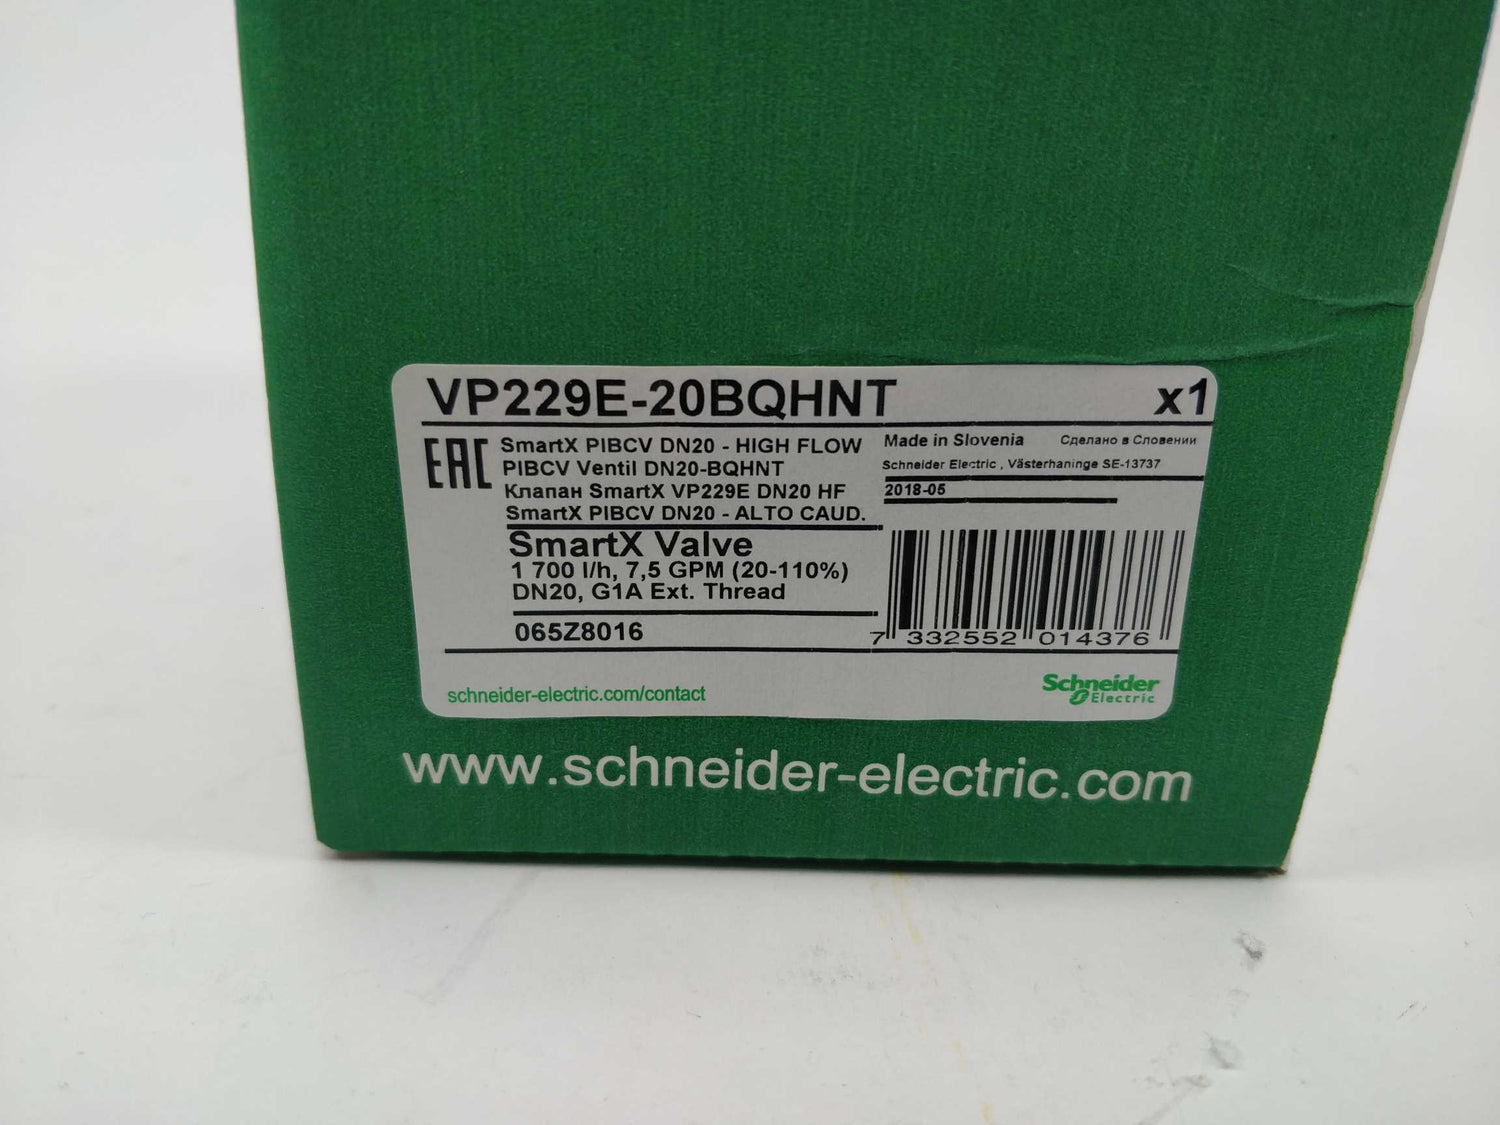 VP229E-20BQHNT x1
EAC
SmartX PIBCV DN20 - HIGH FLOW
PIBCV Ventil DN20-BQHNT
Клапан SmartX VP229E DN20 HF
SmartX PIBCV DN20 - ALTO CAUD.
Made in Slovenia Сделано в Словении
Schneider Electric , Västerhaninge SE-13737
2018-05
SmartX Valve
1 700 l/h, 7,5 GPM (20-110%)
DN20, G1A Ext. Thread
065Z8016
7 332552 014376
schneider-electric.com/contact
Schneider
Electric
www.schneider-electric.com